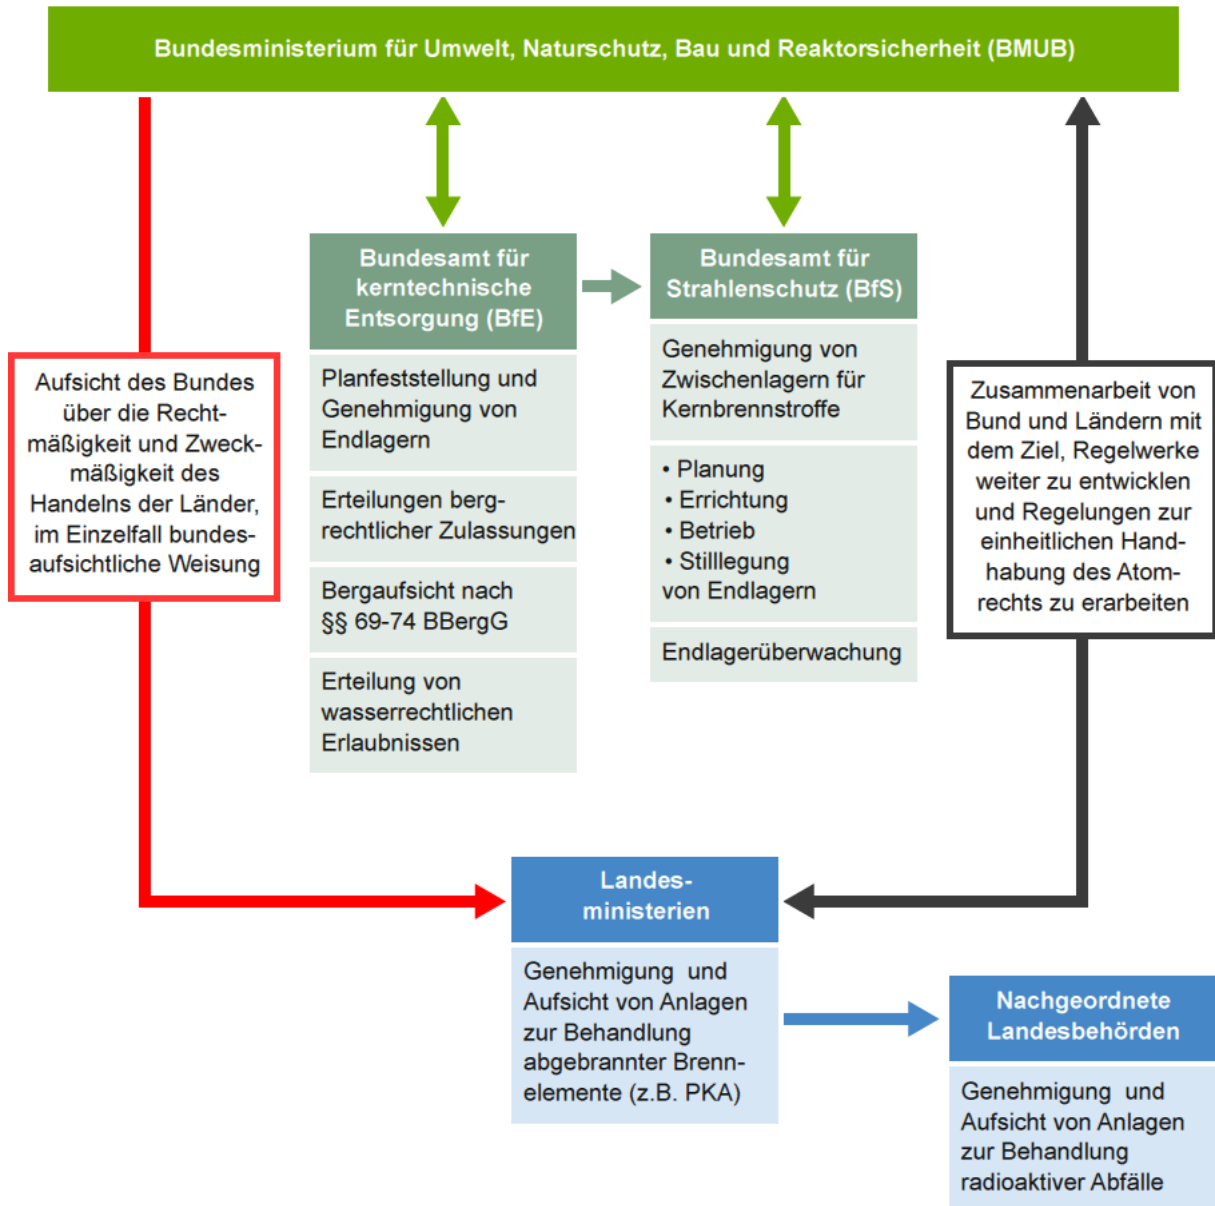 Bundesministerium für Umwelt, Naturschutz, Bau und Reaktorsicherheit (BMUB)
Bundesamt für
kerntechnische
Entsorgung (BfE)
Planfeststellung und
Genehmigung von
Endlagern
Erteilungen berg-
rechtlicher Zulassungen
Bergaufsicht nach
§§ 69-74 BBergG
Erteilung von
wasserrechtlichen
Erlaubnissen
Bundesamt für
Strahlenschutz (BfS)
Genehmigung von
Zwischenlagern für
Kernbrennstroffe
• Planung
• Errichtung
• Betrieb
• Stilllegung
von Endlagern
Endlagerüberwachung
Aufsicht des Bundes
über die Recht-
mäßigkeit und Zweck-
mäßigkeit des
Handelns der Länder,
im Einzelfall bundes-
aufsichtliche Weisung
Zusammenarbeit von
Bund und Ländern mit
dem Ziel, Regelwerke
weiter zu entwicklen
und Regelungen zur
einheitlichen Hand-
habung des Atom-
rechts zu erarbeiten
Landes-
ministerien
Genehmigung und
Aufsicht von Anlagen
zur Behandlung
abgebrannter Brenn-
elemente (z.B. PKA)
Nachgeordnete
Landesbehörden
Genehmigung und
Aufsicht von Anlagen
zur Behandlung
radioaktiver Abfälle